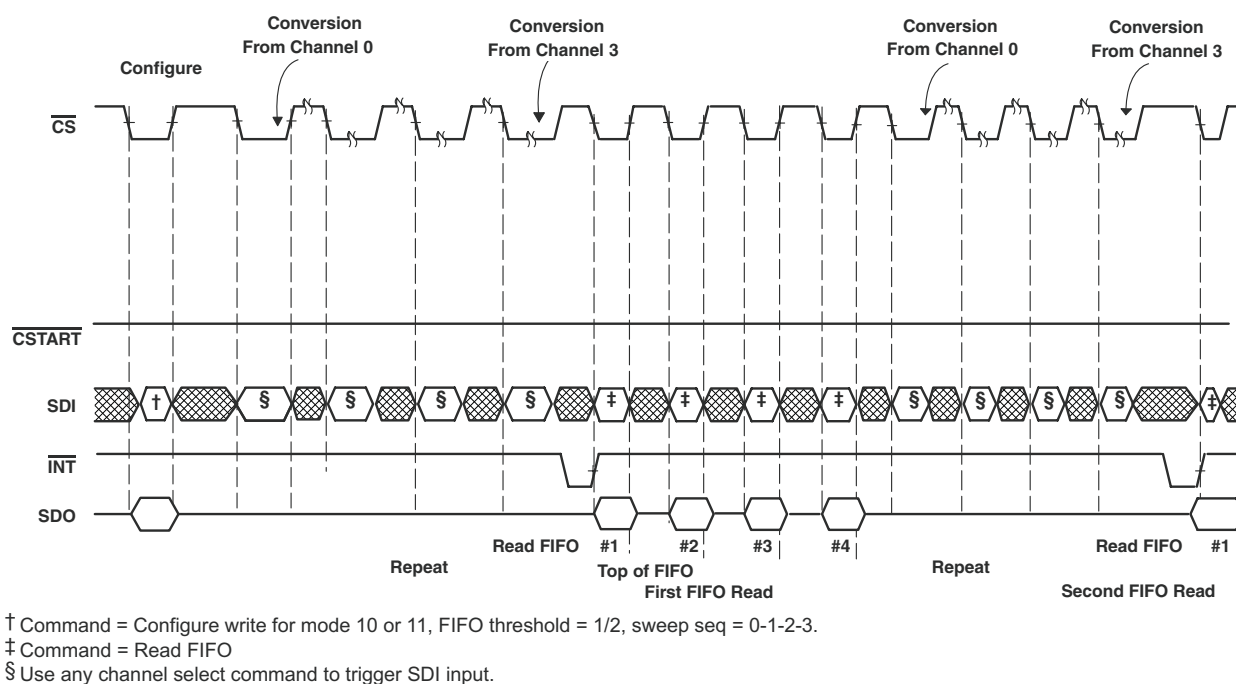 Conversion
From Channel 0
Conversion
From Channel 3
Conversion
From Channel 0
Conversion
From Channel 3
Configure
CS
CSTART
SDI † § § § § ‡ ‡ ‡ ‡ § § § § ‡
INT
SDO
Read FIFO #1 #2 #3 #4 Read FIFO #1
Repeat Top of FIFO Repeat
First FIFO Read Second FIFO Read
† Command = Configure write for mode 10 or 11, FIFO threshold = 1/2, sweep seq = 0-1-2-3.
‡ Command = Read FIFO
§ Use any channel select command to trigger SDI input.